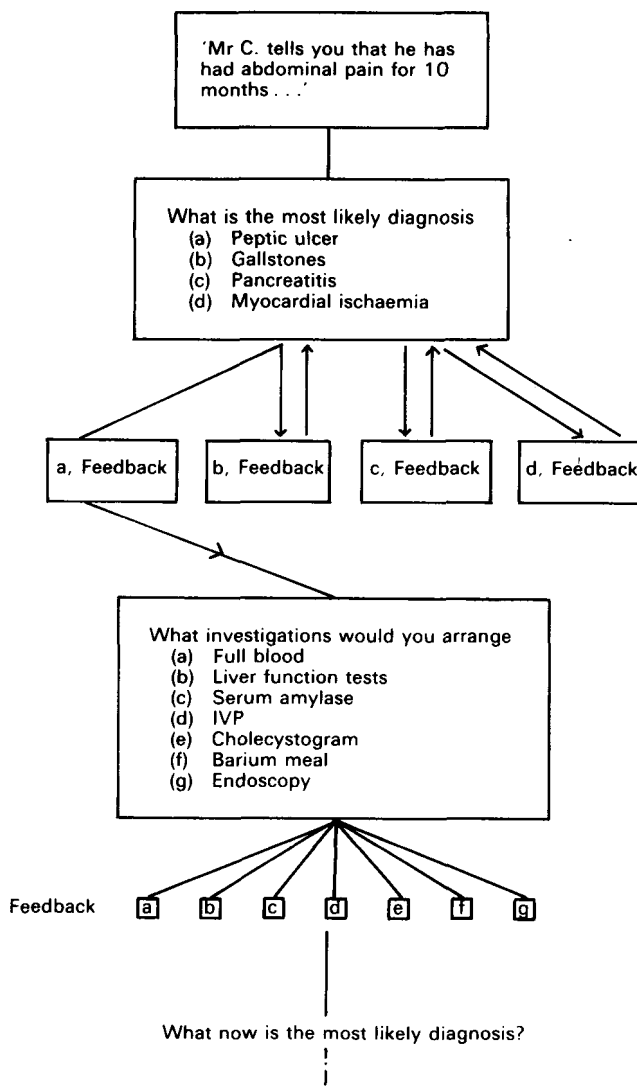 'Mr C. tells you that he has
had abdominal pain for 10
months . . .'
What is the most likely diagnosis
(a) Peptic ulcer
(b) Gallstones
(c) Pancreatitis
(d) Myocardial ischaemia
a, Feedback
b, Feedback
c, Feedback
d, Feedback
What investigations would you arrange
(a) Full blood
(b) Liver function tests
(c) Serum amylase
(d) IVP
(e) Cholecystogram
(f) Barium meal
(g) Endoscopy
Feedback a b c d e f g
What now is the most likely diagnosis?